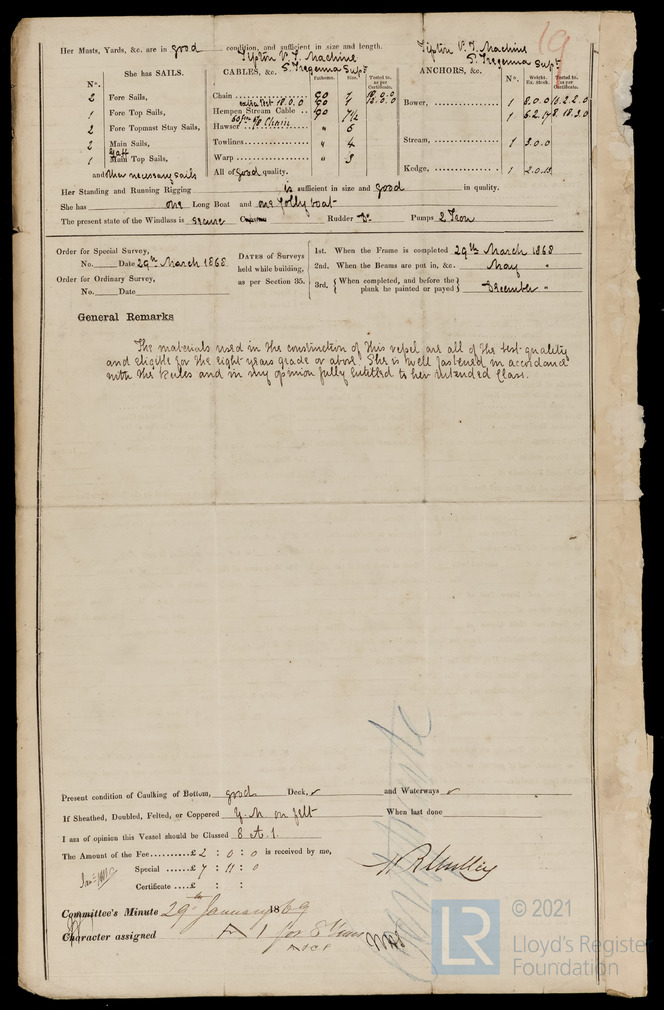 19
Her Masts, Yards, &c. are in good condition, and sufficient in size and length.
She has SAILS.
N°.
2 Fore Sails,
1 Fore Top Sails,
2 Fore Topmast Stay Sails,
2 Main Sails,
1 Gaff Main Top Sails,
and other necessary sails
Tipton P. T. Machine
S. Tregenna Supt
CABLES, &c. Fathoms. Size. Tested to, as per Certificate.
Chain
Hempen Stream Cable 90 7½
Hawser Chain " 6
Towlines " 4
Warp " 3
All of good quality.
Tipton P. T. Machine
S. Tregenna Supt
ANCHORS, &c. N°. Weight. Ex. Stock. Tested to, as per Certificate.
Bower, 1 8.0.0
1
Stream, 1 3.0.0
Kedge, 1
Her Standing and Running Rigging is sufficient in size and good in quality.
She has one Long Boat and one Jolly boat
The present state of the Windlass is secure Capstan Rudder Do. Pumps 2 Iron
Order for Special Survey,
No. Date 29th March 1868
Order for Ordinary Survey,
No. Date
DATES of Surveys held while building, as per Section 35.
1st. When the Frame is completed 29th March 1868
2nd. When the Beams are put in, &c. May "
3rd. { When completed, and before the plank be painted or payed } December "
General Remarks
The materials used in the construction of this vessel are all of the best quality
and eligible for the eight years grade or above. She is well fastened in accordance
with the Rules and in my opinion fully entitled to her intended Class.
Present condition of Caulking of Bottom, good Deck, and Waterways
If Sheathed, Doubled, Felted, or Coppered Y. M on felt When last done
I am of opinion this Vessel should be Classed 8 A. 1.
The Amount of the Fee £ 2 : 0 : 0 is received by me,
Special £ 7 : 11 : 0
Certificate £ : :
Committee's Minute 29th January 1869
Character assigned A 1 for 8 Years
© 2021
LR
Lloyd's Register
Foundation